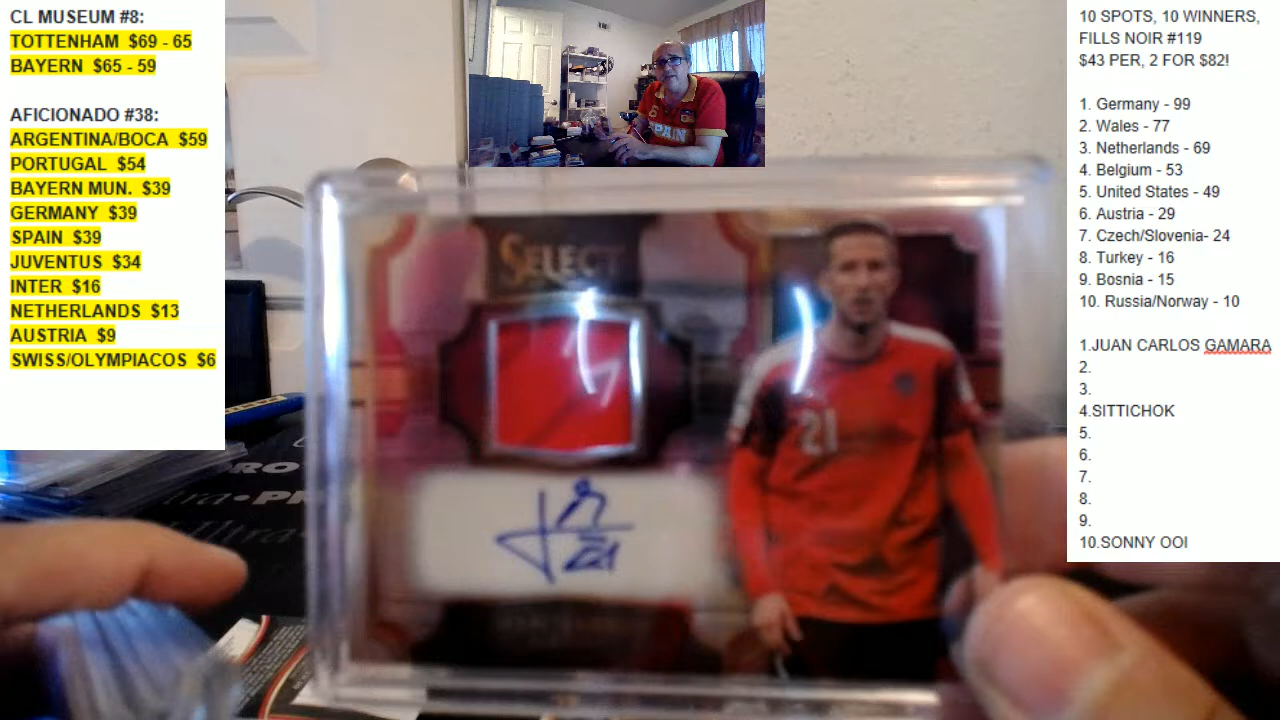 CL MUSEUM #8:
TOTTENHAM $69 - 65
BAYERN $65 - 59
AFICIONADO #38:
ARGENTINA/BOCA $59
PORTUGAL $54
BAYERN MUN. $39
GERMANY $39
SPAIN $39
JUVENTUS $34
INTER $16
NETHERLANDS $13
AUSTRIA $9
SWISS/OLYMPIACOS $6
SPAIN
SELECT
21
21
10 SPOTS, 10 WINNERS,
FILLS NOIR #119
$43 PER, 2 FOR $82!
1. Germany - 99
2. Wales - 77
3. Netherlands - 69
4. Belgium - 53
5. United States - 49
6. Austria - 29
7. Czech/Slovenia- 24
8. Turkey - 16
9. Bosnia - 15
10. Russia/Norway - 10
1.JUAN CARLOS GAMARA
2.
3.
4.SITTICHOK
5.
6.
7.
8.
9.
10.SONNY OOI